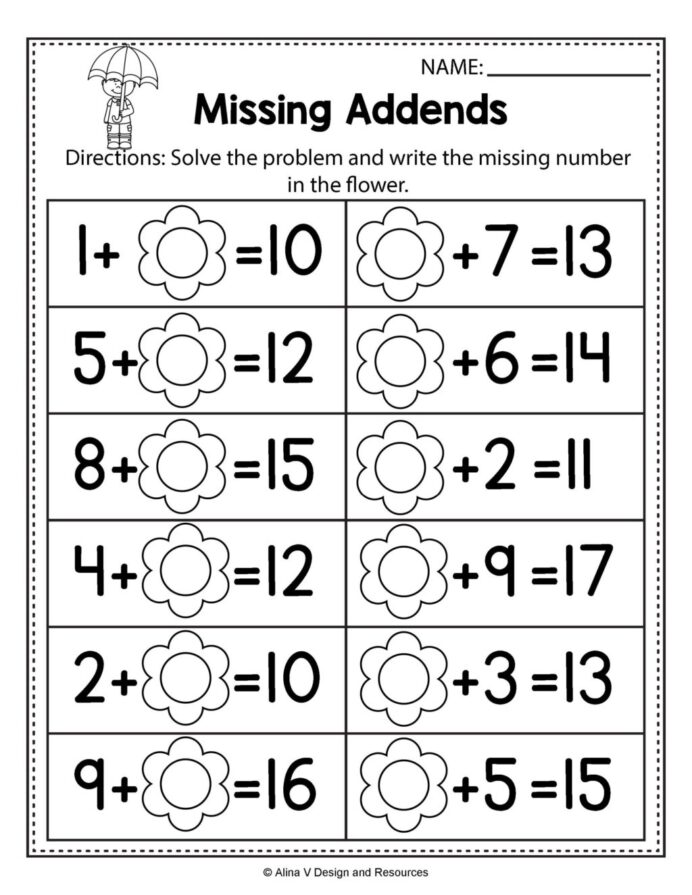 NAME:
Missing Addends
Directions: Solve the problem and write the missing number
in the flower.
1+ =10
+7=13
5+ =12
+6=14
8+ =15
+2=11
4+ =12
+9=17
2+ =10
+3=13
9+ =16
+5=15
© Alina V Design and Resources